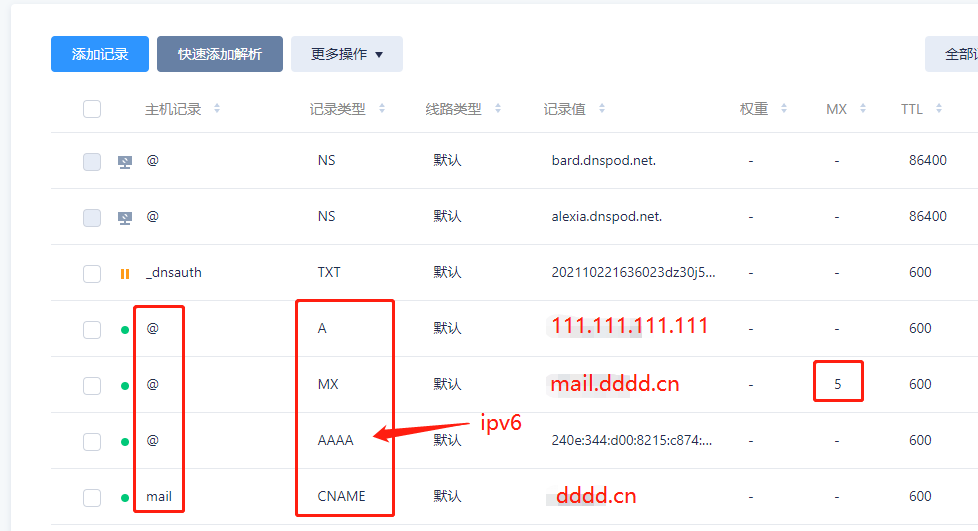 添加记录 快速添加解析 更多操作 全部
主机记录 记录类型 线路类型 记录值 权重 MX TTL
@ NS 默认 bard.dnspod.net. - - 86400
@ NS 默认 alexia.dnspod.net. - - 86400
_dnsauth TXT 默认 202110221636023dz30j5... - - 600
@ A 默认 111.111.111.111 - - 600
@ MX 默认 mail.dddd.cn - 5 600
ipv6
@ AAAA 默认 240e:344:d00:8215:c874:... - - 600
mail CNAME 默认 dddd.cn - - 600